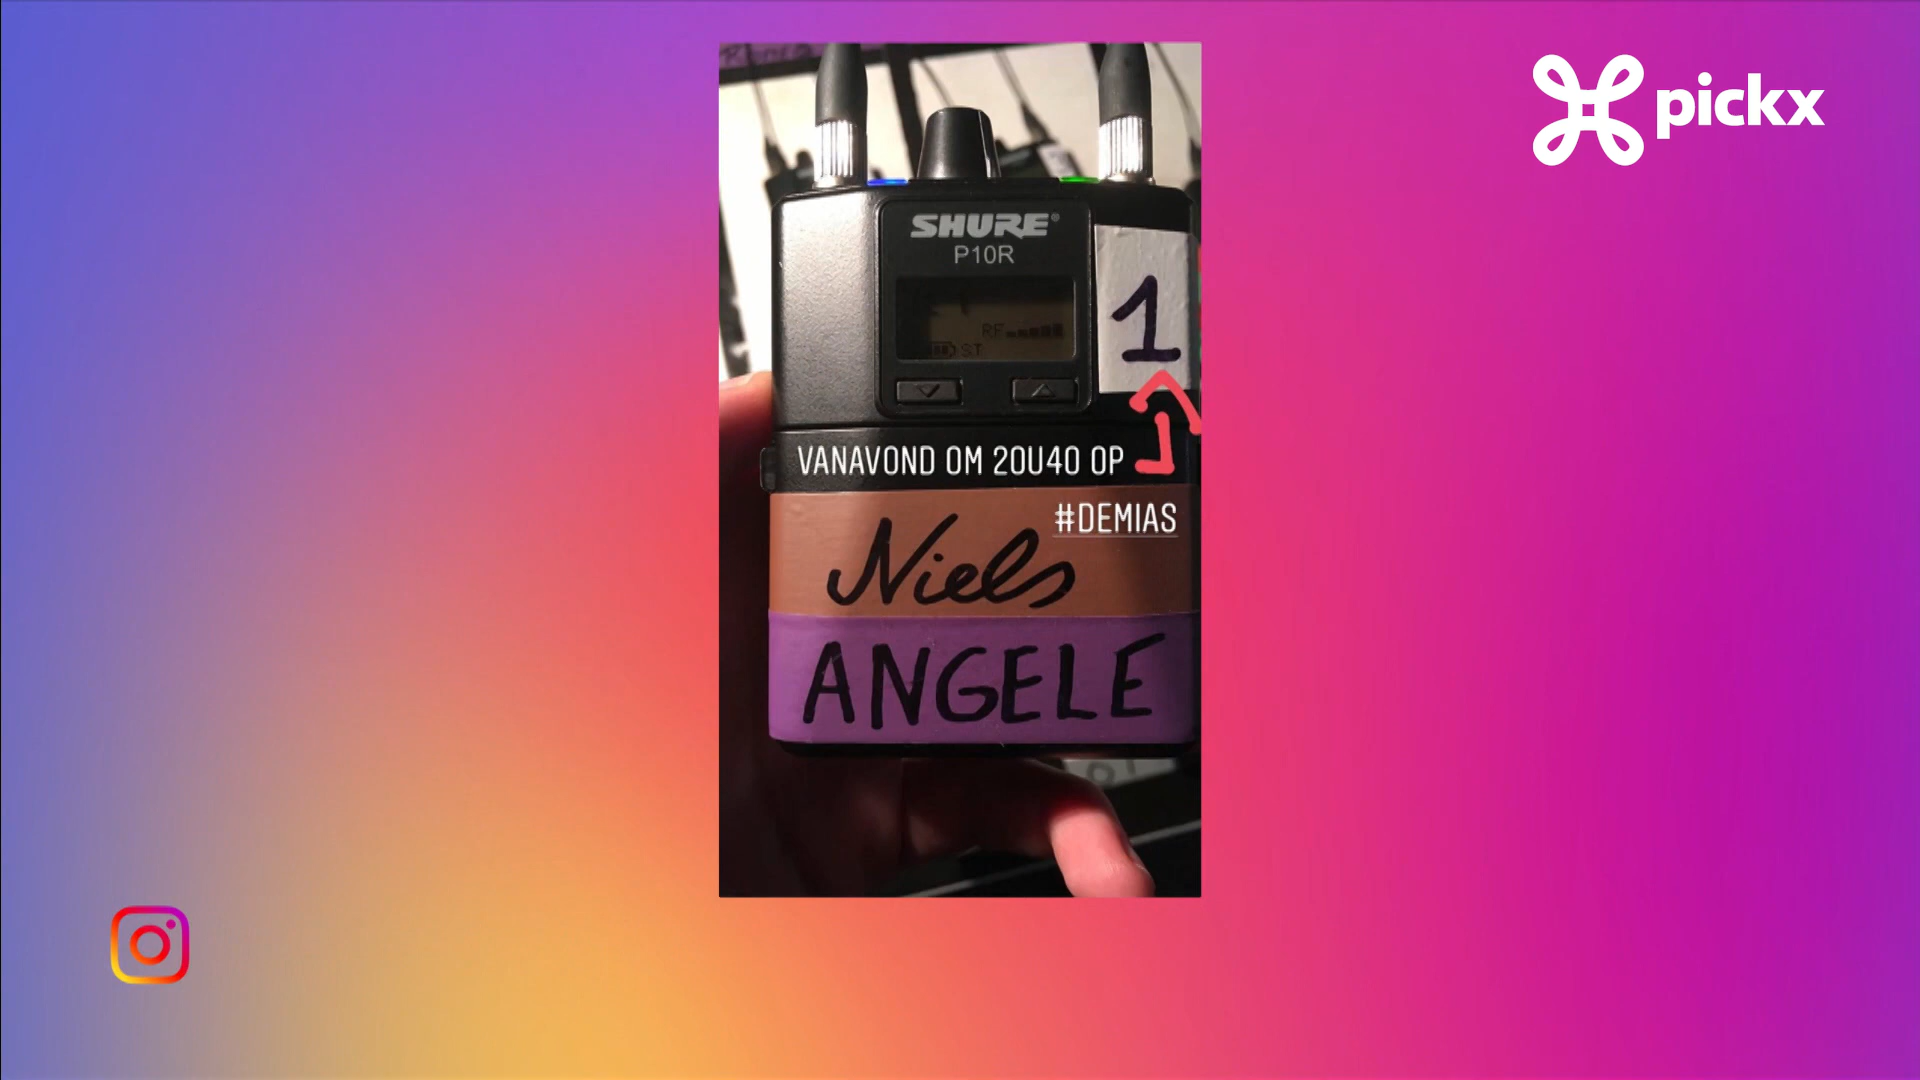 pickx
SHURE®
P10R
1
RF
ST
VANAVOND OM 20U40 OP
#DEMIAS
Niels
ANGELE